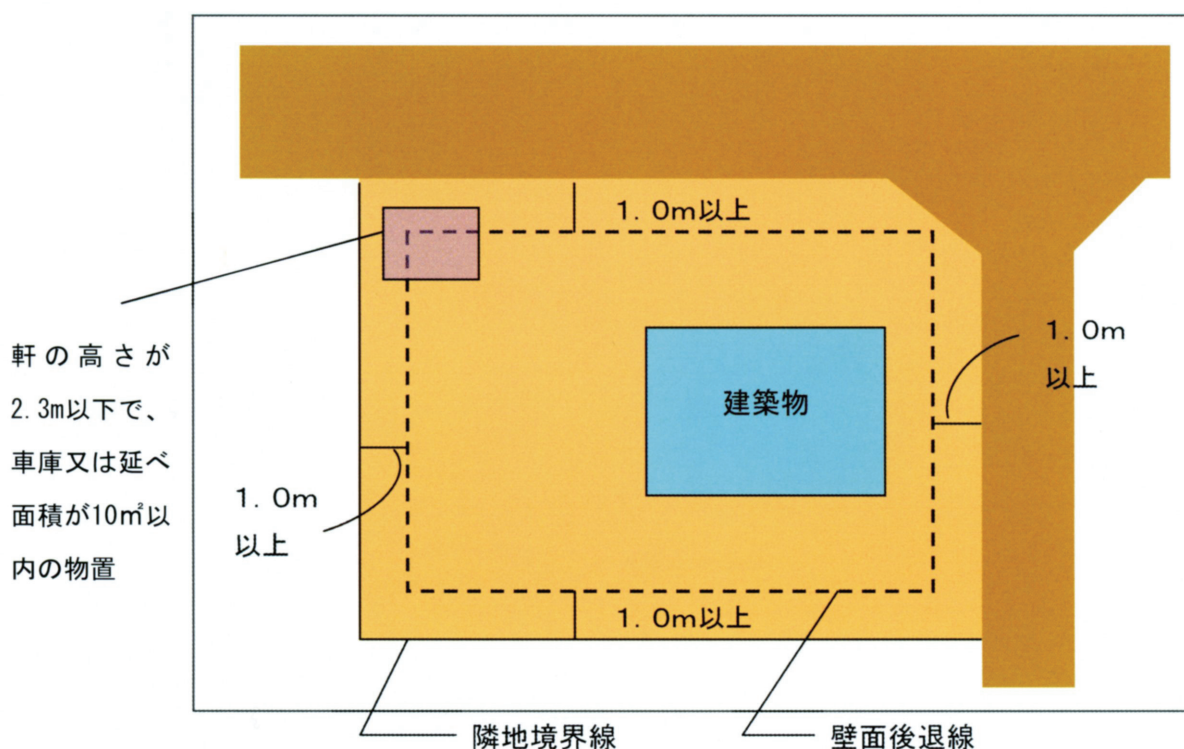 1. 0m以上
1. 0m
以上
軒の高さが
2.3m以下で、
車庫又は延べ
面積が10㎡以
内の物置
建築物
1. 0m
以上
1. 0m以上
隣地境界線
壁面後退線